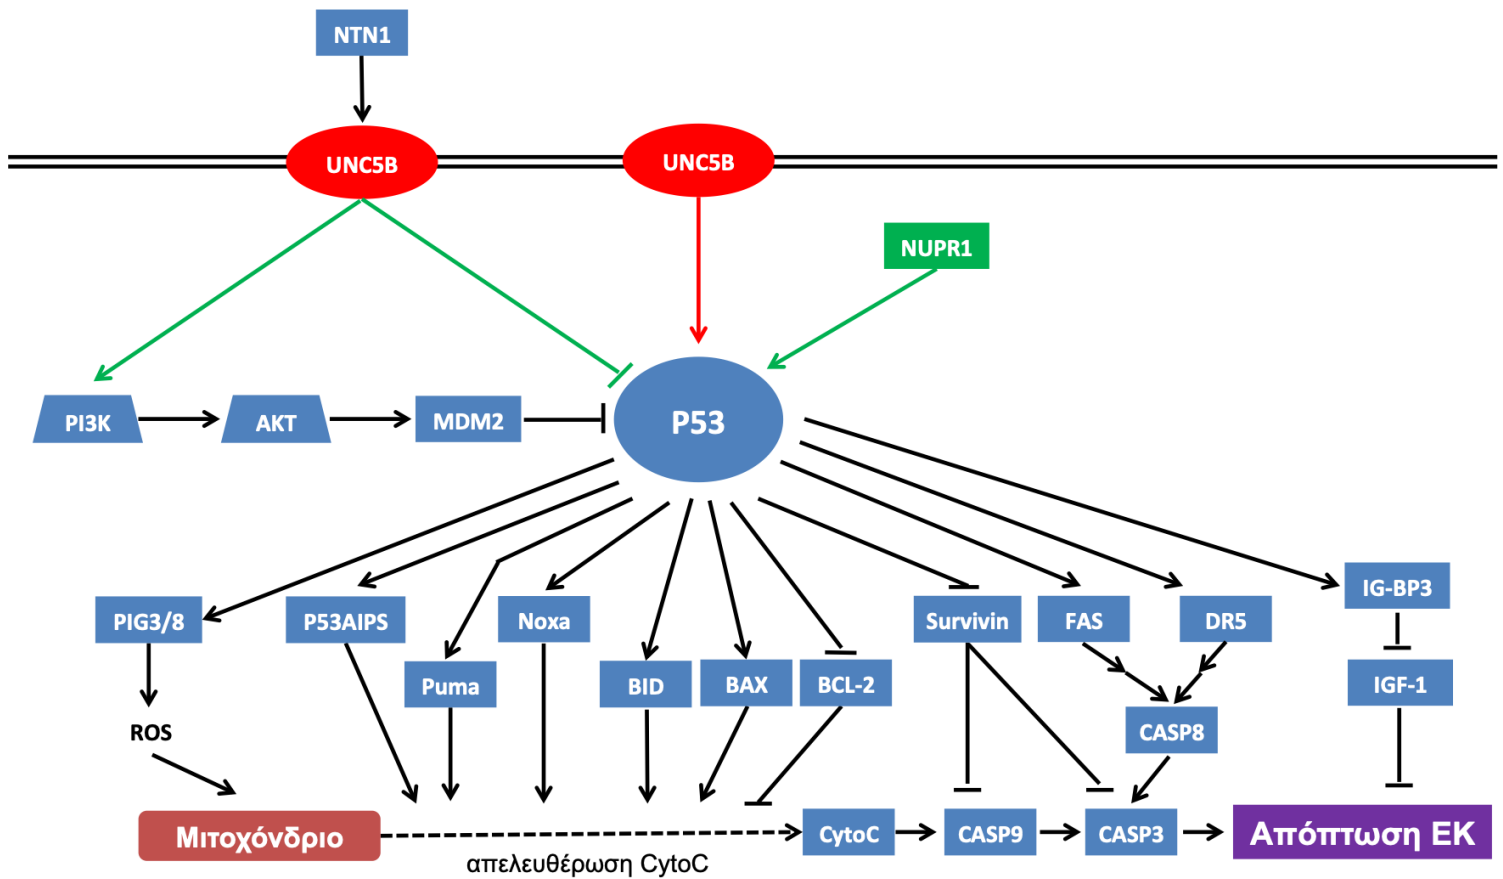 NTN1
UNC5B
UNC5B
NUPR1
PI3K
AKT
MDM2
P53
PIG3/8
P53AIPS
Puma
Noxa
BID
BAX
BCL-2
Survivin
FAS
DR5
IG-BP3
IGF-1
ROS
CASP8
Μιτοχόνδριο
απελευθέρωση CytoC
CytoC
CASP9
CASP3
Απόπτωση ΕΚ